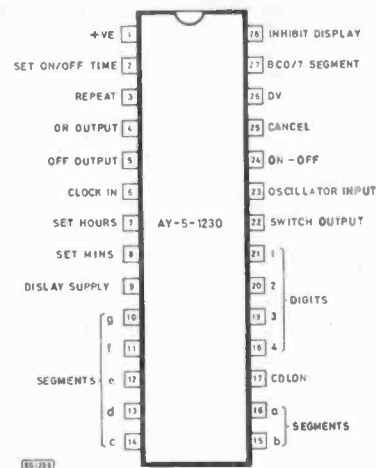 +VE 1
SET ON/OFF TIME 2
REPEAT 3
OR OUTPUT 4
OFF OUTPUT 5
CLOCK IN 6
SET HOURS 7
SET MINS 8
DISLAY SUPPLY 9
g 10
f 11
SEGMENTS e 12
d 13
c 14
AY-5-1230
28 INHIBIT DISPLAY
27 BCO/7 SEGMENT
26 OV
25 CANCEL
24 ON-OFF
23 OSCILLATOR INPUT
22 SWITCH OUTPUT
21 1
20 2
DIGITS
19 3
18 4
17 COLON
16 a
SEGMENTS
15 b